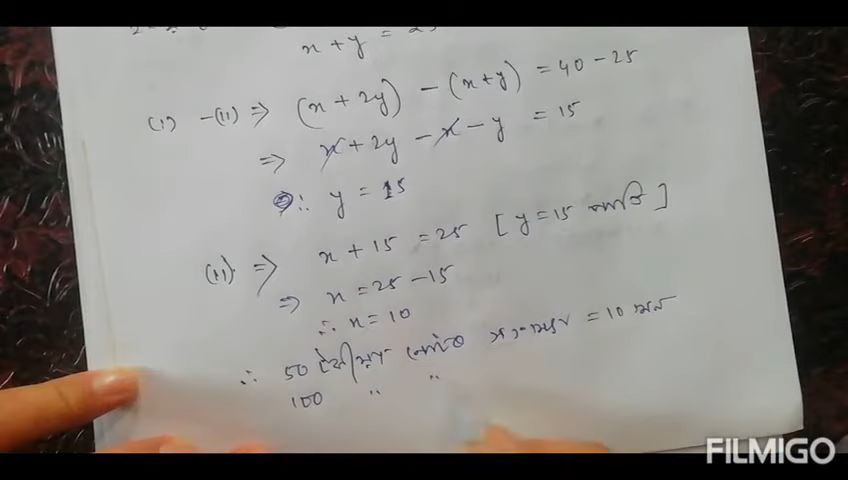 x + y = 25
(i) - (ii) ⇒ (x + 2y) - (x + y) = 40 - 25
⇒ x + 2y - x - y = 15
∴ y = 15
(ii) ⇒ x + 15 = 25 [y = 15]
⇒ x = 25 - 15
∴ x = 10
∴ 50 = 10
100 " "
FILMIGO